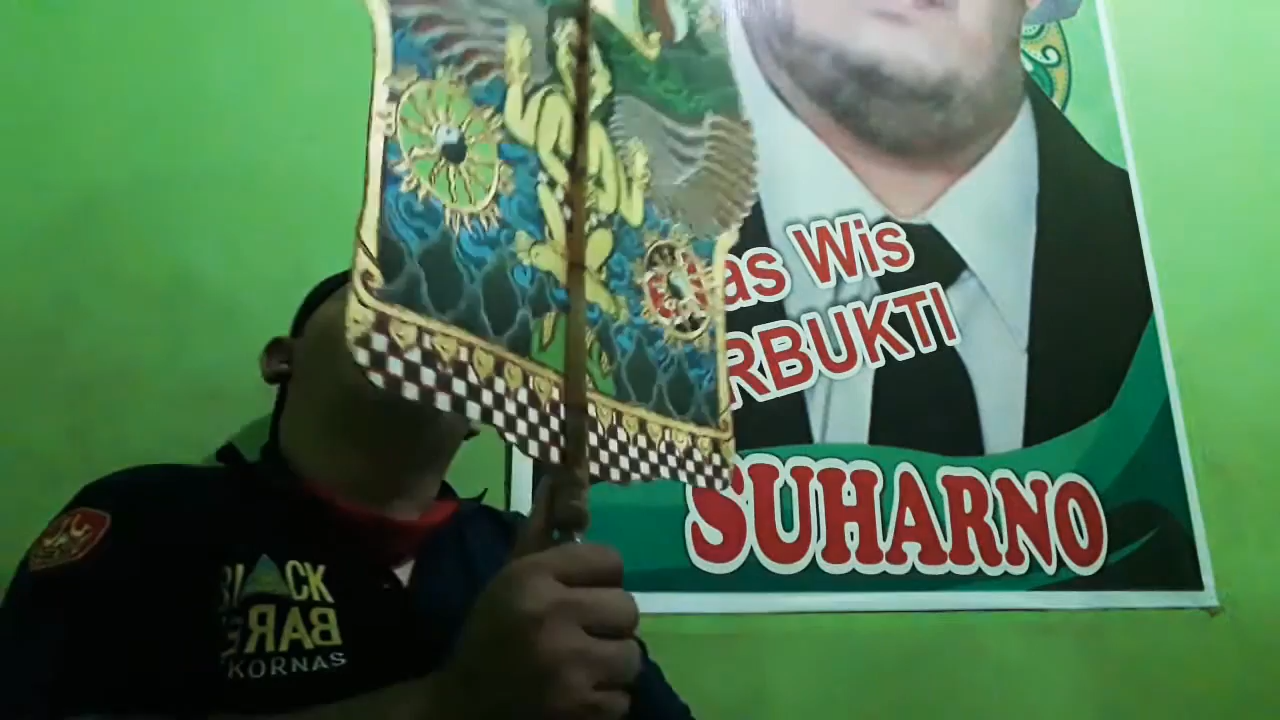 as Wis
RBUKTI
SUHARNO
BLACK
BARE
KORNAS